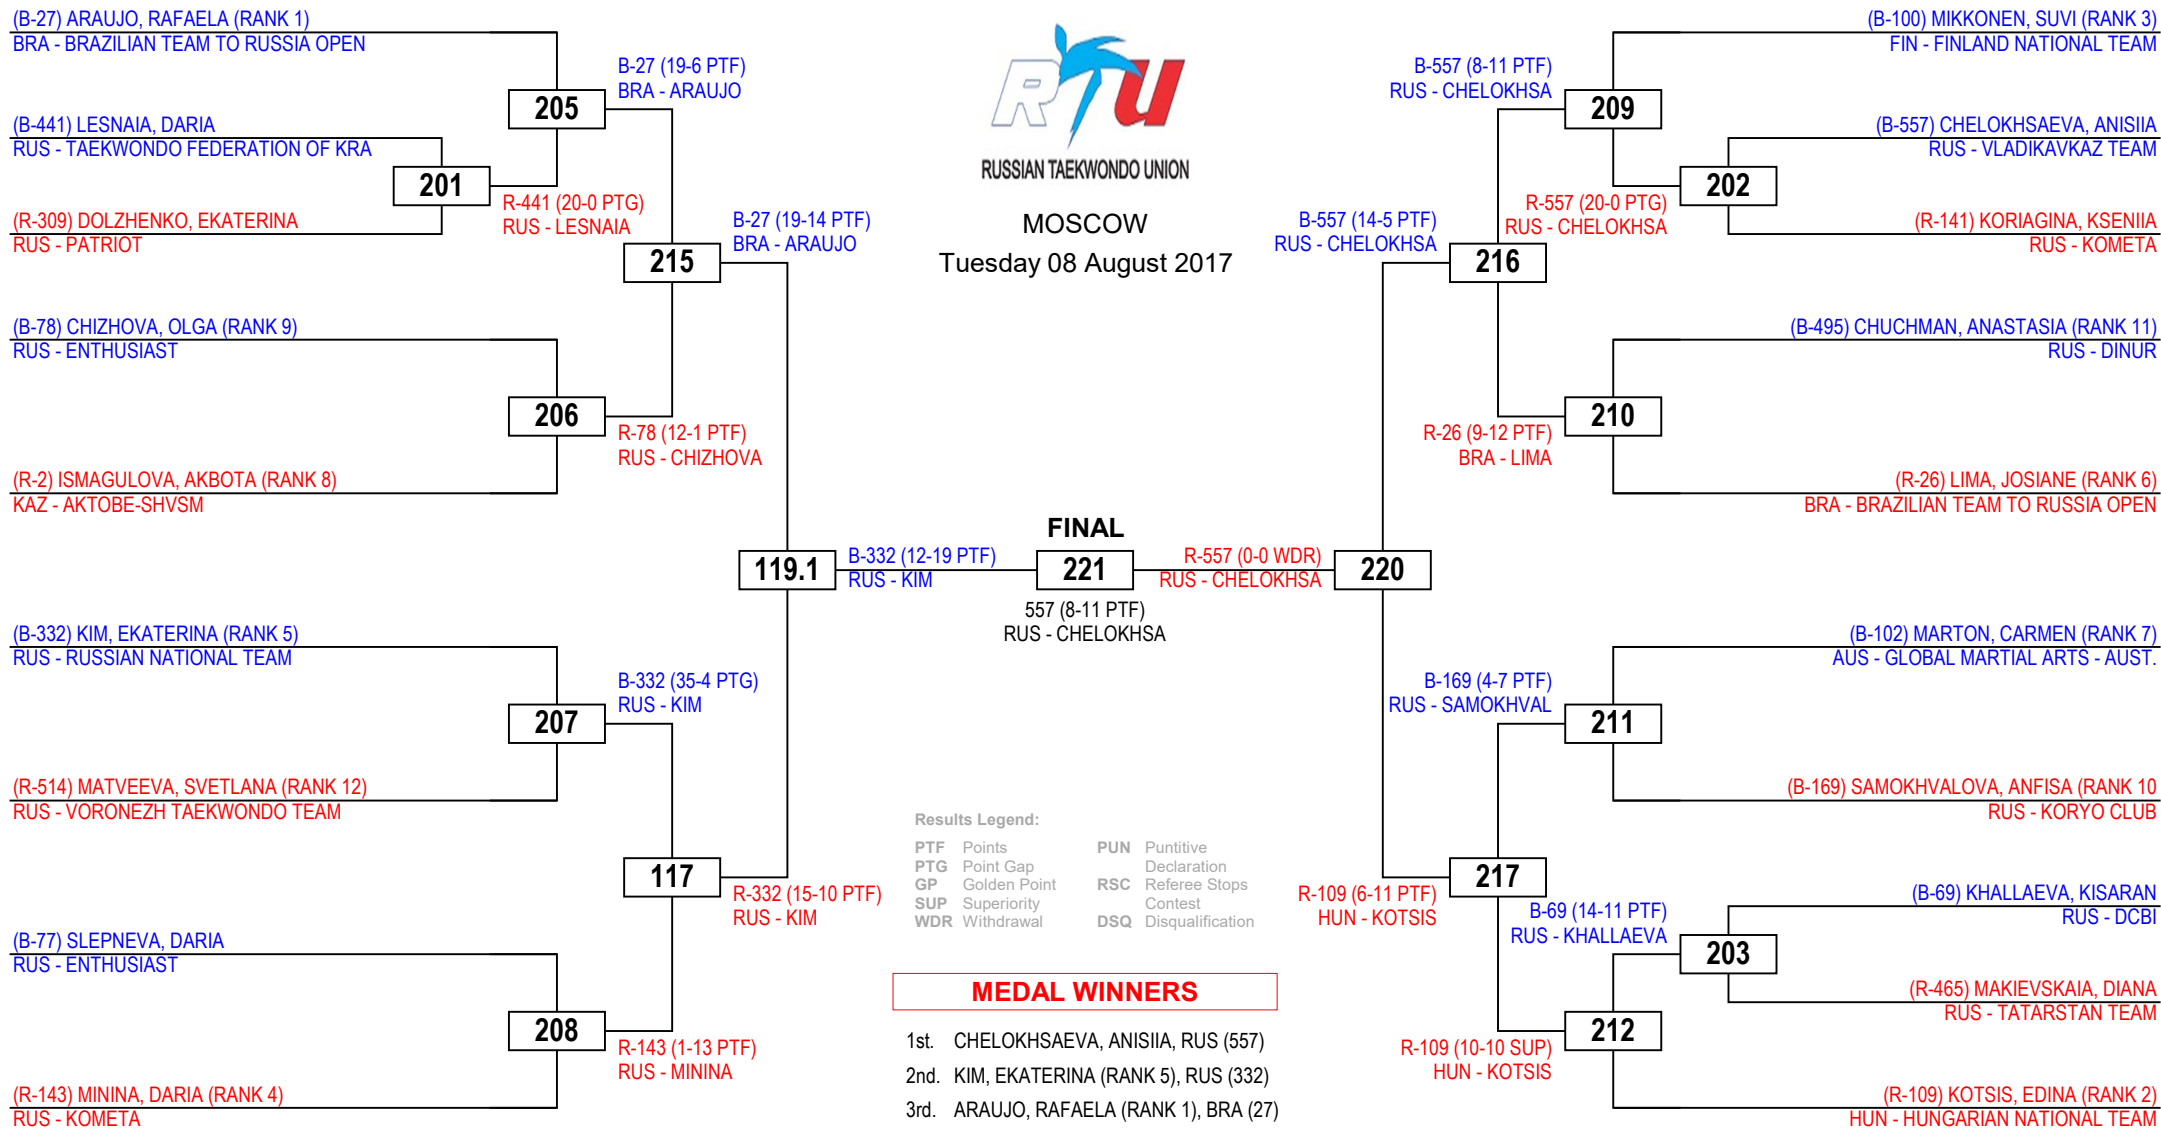 (B-27) ARAUJO, RAFAELA (RANK 1)
BRA - BRAZILIAN TEAM TO RUSSIA OPEN
(B-441) LESNAIA, DARIA
RUS - TAEKWONDO FEDERATION OF KRA
(R-309) DOLZHENKO, EKATERINA
RUS - PATRIOT
(B-78) CHIZHOVA, OLGA (RANK 9)
RUS - ENTHUSIAST
(R-2) ISMAGULOVA, AKBOTA (RANK 8)
KAZ - AKTOBE-SHVSM
(B-332) KIM, EKATERINA (RANK 5)
RUS - RUSSIAN NATIONAL TEAM
(R-514) MATVEEVA, SVETLANA (RANK 12)
RUS - VORONEZH TAEKWONDO TEAM
(B-77) SLEPNEVA, DARIA
RUS - ENTHUSIAST
(R-143) MININA, DARIA (RANK 4)
RUS - KOMETA
201
R-441 (20-0 PTG)
RUS - LESNAIA
205
B-27 (19-6 PTF)
BRA - ARAUJO
206
R-78 (12-1 PTF)
RUS - CHIZHOVA
207
B-332 (35-4 PTG)
RUS - KIM
208
R-143 (1-13 PTF)
RUS - MININA
215
B-27 (19-14 PTF)
BRA - ARAUJO
117
R-332 (15-10 PTF)
RUS - KIM
119.1
B-332 (12-19 PTF)
RUS - KIM
RTU
RUSSIAN TAEKWONDO UNION
MOSCOW
Tuesday 08 August 2017
FINAL
221
557 (8-11 PTF)
RUS - CHELOKHSA
R-557 (0-0 WDR)
RUS - CHELOKHSA
220
B-557 (14-5 PTF)
RUS - CHELOKHSA
216
R-109 (6-11 PTF)
HUN - KOTSIS
217
B-557 (8-11 PTF)
RUS - CHELOKHSA
209
R-557 (20-0 PTG)
RUS - CHELOKHSA
202
R-26 (9-12 PTF)
BRA - LIMA
210
B-169 (4-7 PTF)
RUS - SAMOKHVAL
211
B-69 (14-11 PTF)
RUS - KHALLAEVA
203
R-109 (10-10 SUP)
HUN - KOTSIS
212
(B-100) MIKKONEN, SUVI (RANK 3)
FIN - FINLAND NATIONAL TEAM
(B-557) CHELOKHSAEVA, ANISIIA
RUS - VLADIKAVKAZ TEAM
(R-141) KORIAGINA, KSENIIA
RUS - KOMETA
(B-495) CHUCHMAN, ANASTASIA (RANK 11)
RUS - DINUR
(R-26) LIMA, JOSIANE (RANK 6)
BRA - BRAZILIAN TEAM TO RUSSIA OPEN
(B-102) MARTON, CARMEN (RANK 7)
AUS - GLOBAL MARTIAL ARTS - AUST.
(B-169) SAMOKHVALOVA, ANFISA (RANK 10
RUS - KORYO CLUB
(B-69) KHALLAEVA, KISARAN
RUS - DCBI
(R-465) MAKIEVSKAIA, DIANA
RUS - TATARSTAN TEAM
(R-109) KOTSIS, EDINA (RANK 2)
HUN - HUNGARIAN NATIONAL TEAM
Results Legend:
PTF Points
PTG Point Gap
GP Golden Point
SUP Superiority
WDR Withdrawal
PUN Puntitive
Declaration
RSC Referee Stops
Contest
DSQ Disqualification
MEDAL WINNERS
1st. CHELOKHSAEVA, ANISIIA, RUS (557)
2nd. KIM, EKATERINA (RANK 5), RUS (332)
3rd. ARAUJO, RAFAELA (RANK 1), BRA (27)